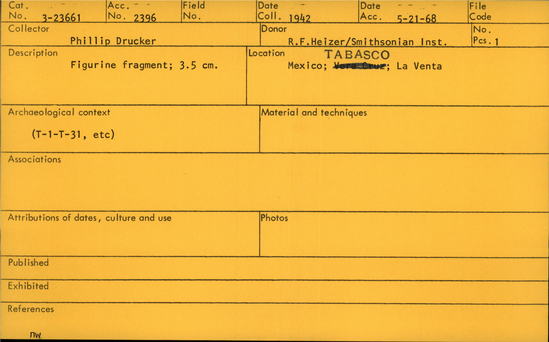 Cat. No. 3-23661 Acc. No. 2396 Field No. Date Coll. 1942 Date Acc. 5-21-68 File Code
Collector Phillip Drucker Donor R.F.Heizer/Smithsonian Inst. No. Pcs. 1
Description Location TABASCO
Figurine fragment; 3.5 cm. Mexico; Vera Cruz; La Venta
Archaeological context Material and techniques
(T-1-T-31, etc)
Associations
Attributions of dates, culture and use Photos
Published
Exhibited
References
DW